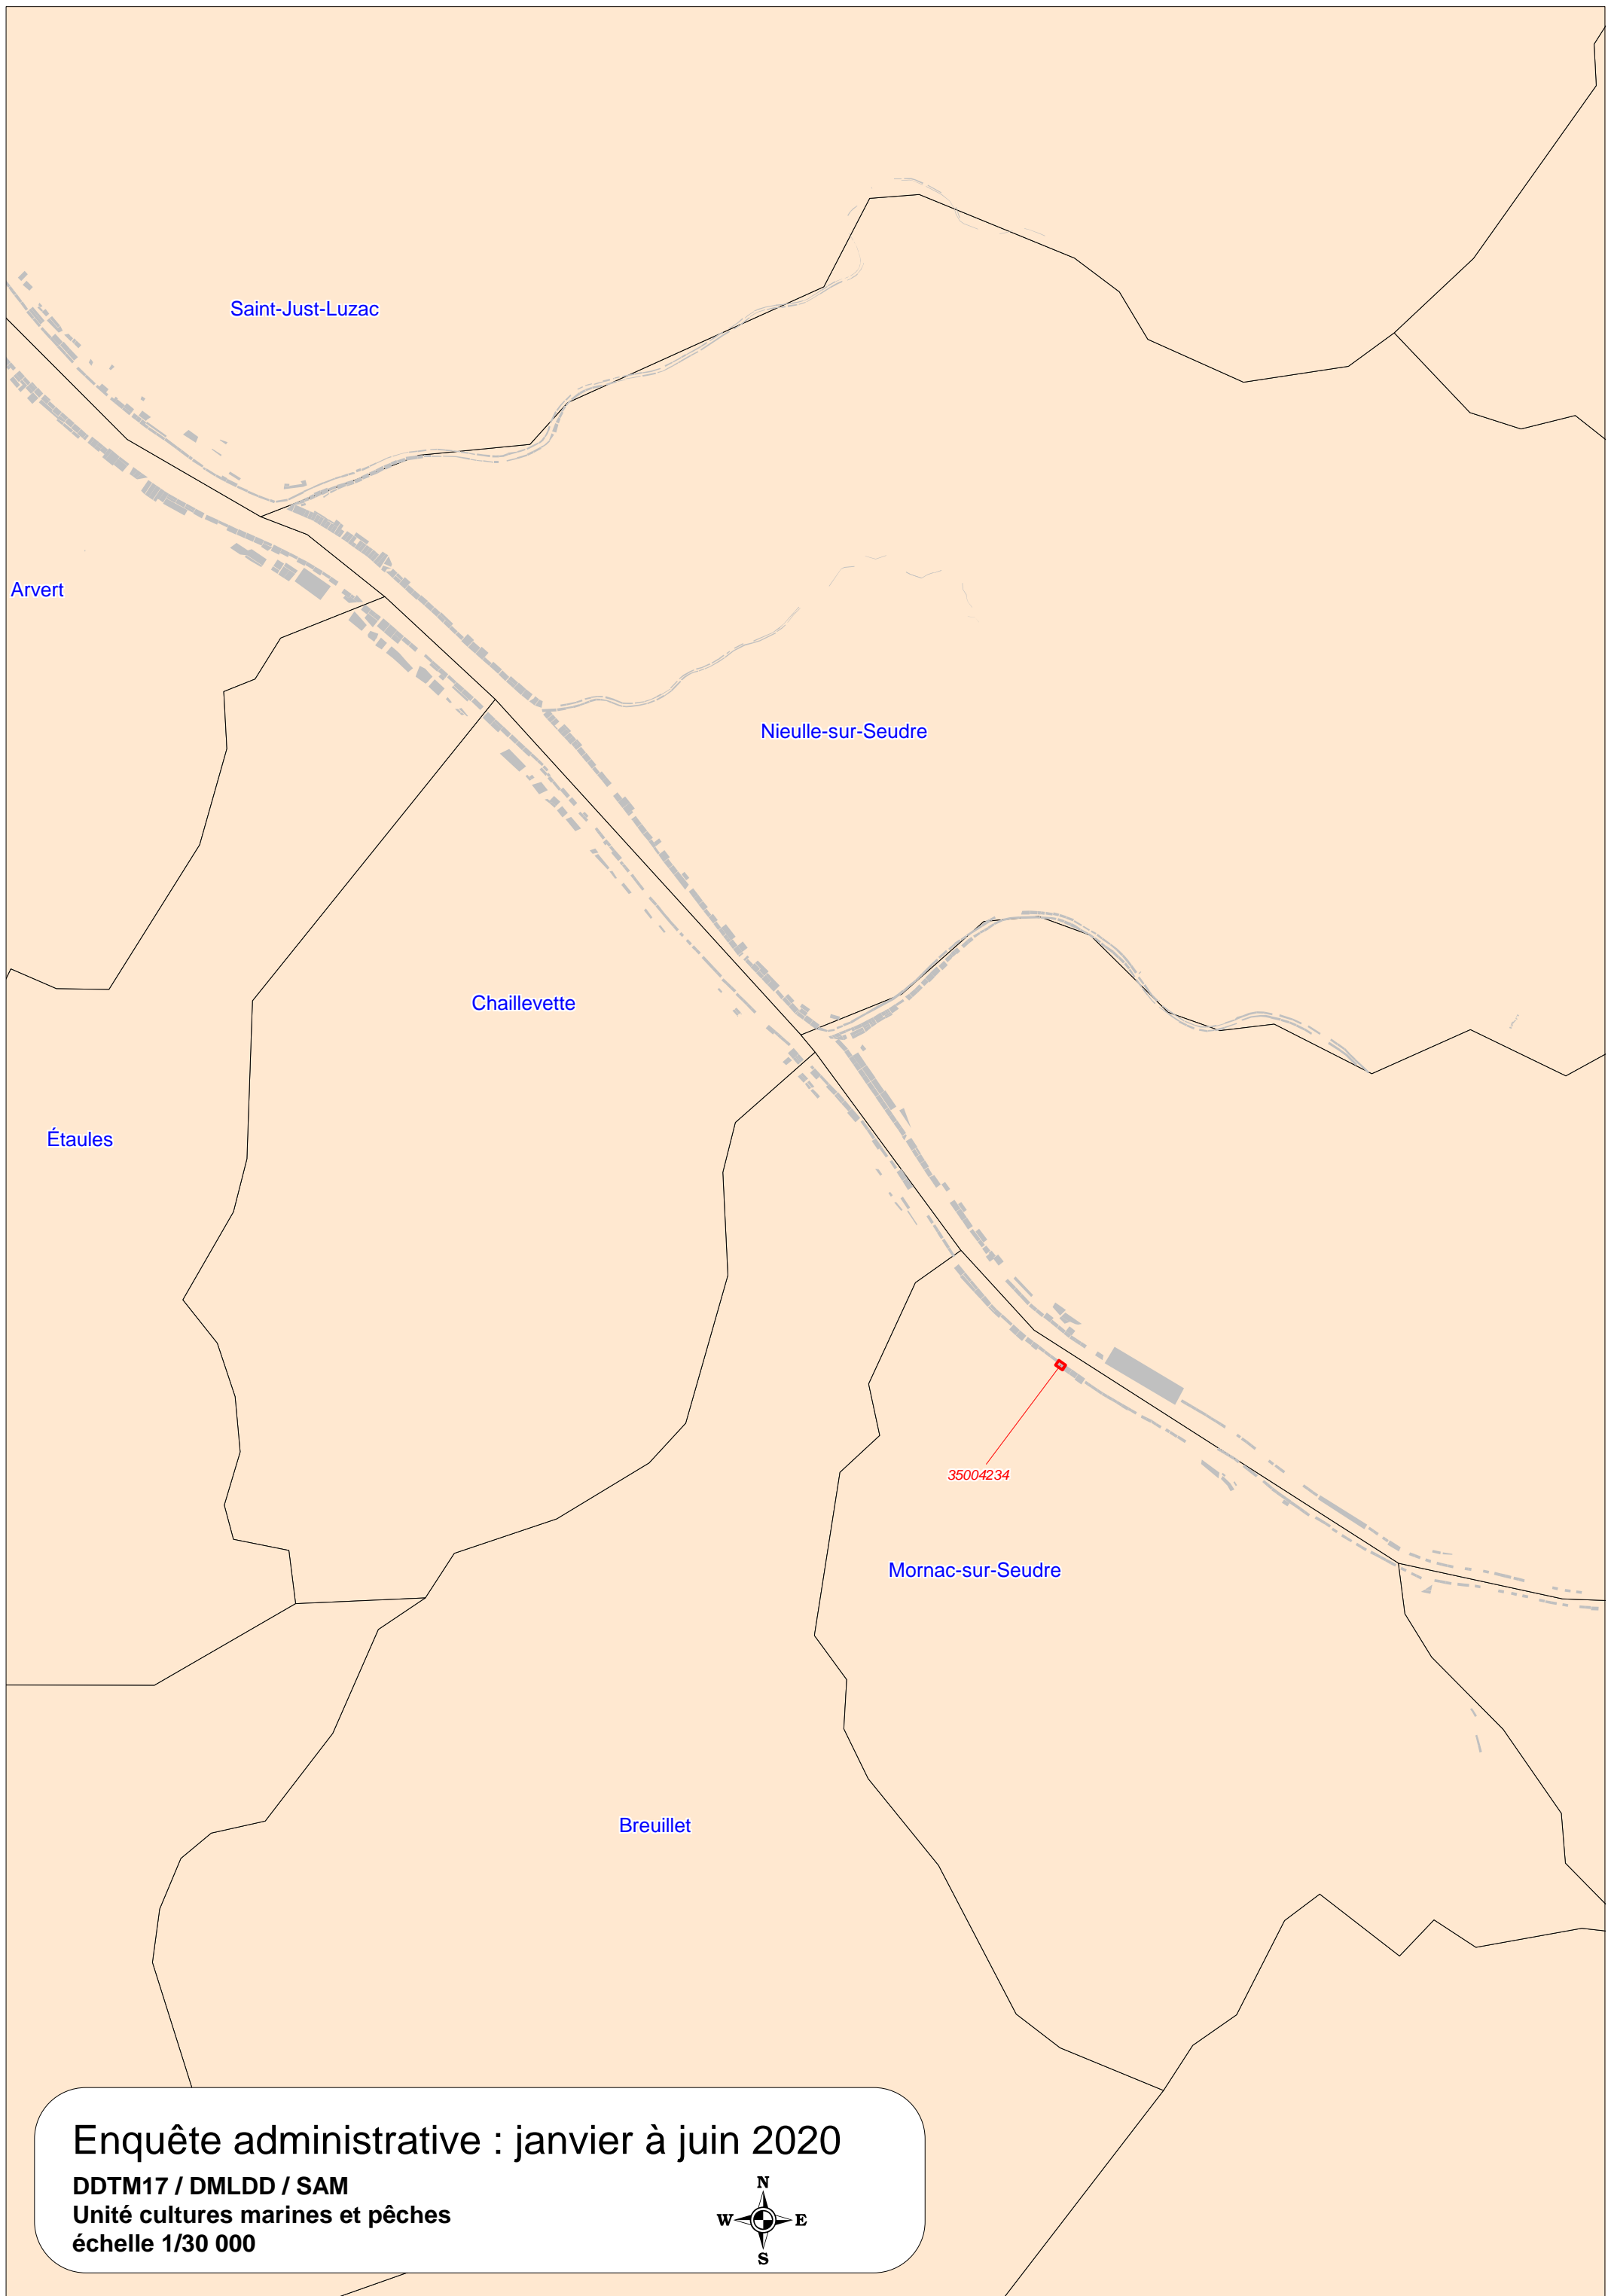 Saint-Just-Luzac
Arvert
Nieulle-sur-Seudre
Chaillevette
Étaules
35004234
Mornac-sur-Seudre
Breuillet
Enquête administrative : janvier à juin 2020
DDTM17 / DMLDD / SAM
Unité cultures marines et pêches
échelle 1/30 000
N
W E
S